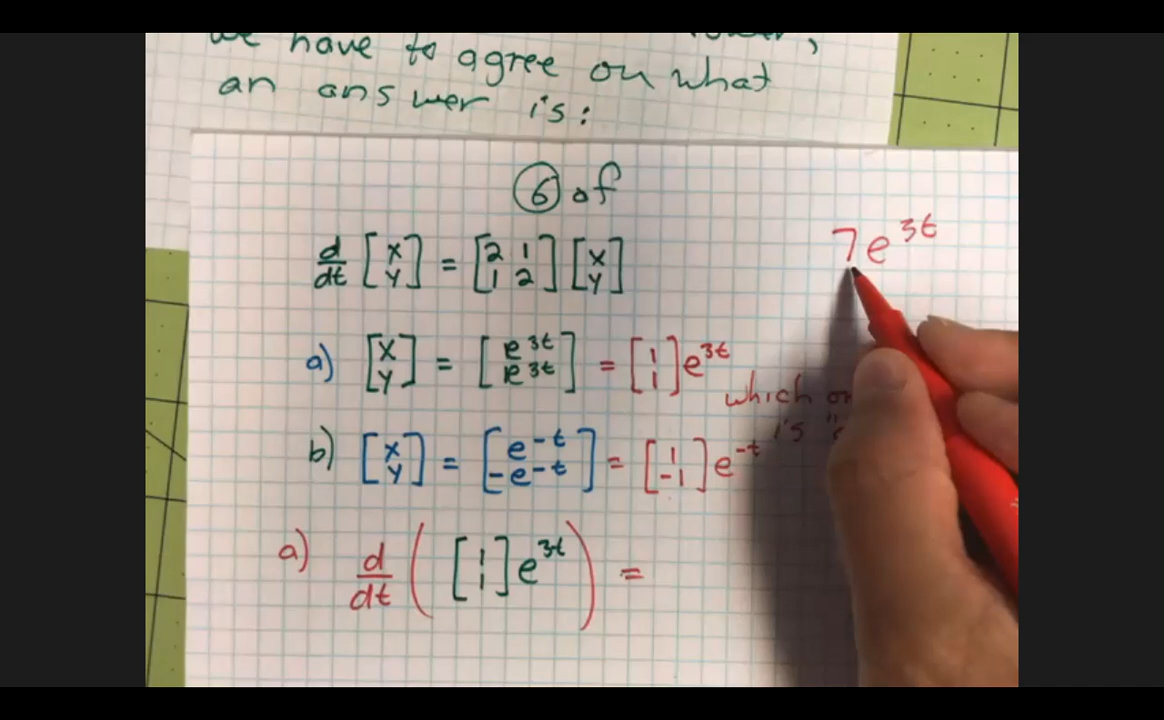 we have to agree on what
an answer is:
⑥ of
d/dt [x y] = [2 1 1 2] [x y]
7e^3t
a) [x y] = [e^3t e^3t] = [1 1] e^3t
which
is "
b) [x y] = [e^-t -e^-t] = [1 -1] e^-t
a) d/dt ( [1 1] e^3t ) =